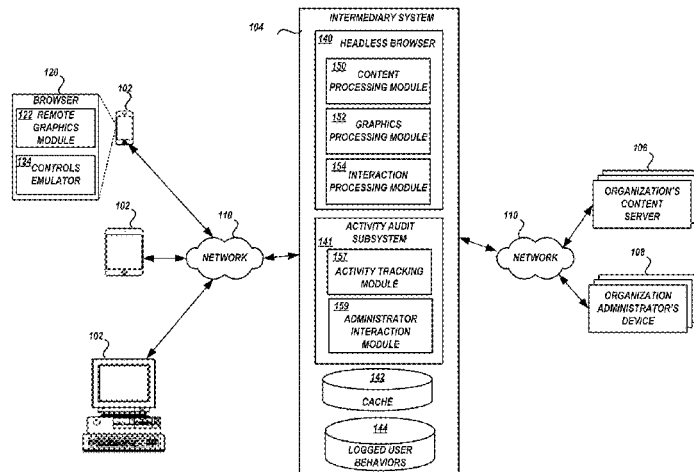 104
INTERMEDIARY SYSTEM
140 HEADLESS BROWSER
150
CONTENT
PROCESSING MODULE
152
GRAPHICS
PROCESSING MODULE
154
INTERACTION
PROCESSING MODULE
ACTIVITY AUDIT
SUBSYSTEM
141
157
ACTIVITY TRACKING
MODULE
159
ADMINISTRATOR
INTERACTION
MODULE
142
CACHE
144
LOGGED USER
BEHAVIORS
120
BROWSER
122 REMOTE
GRAPHICS
MODULE
124
CONTROLS
EMULATOR
102
102
102
110
NETWORK
110
NETWORK
106
ORGANIZATION'S
CONTENT
SERVER
108
ORGANIZATION
ADMINISTRATOR'S
DEVICE